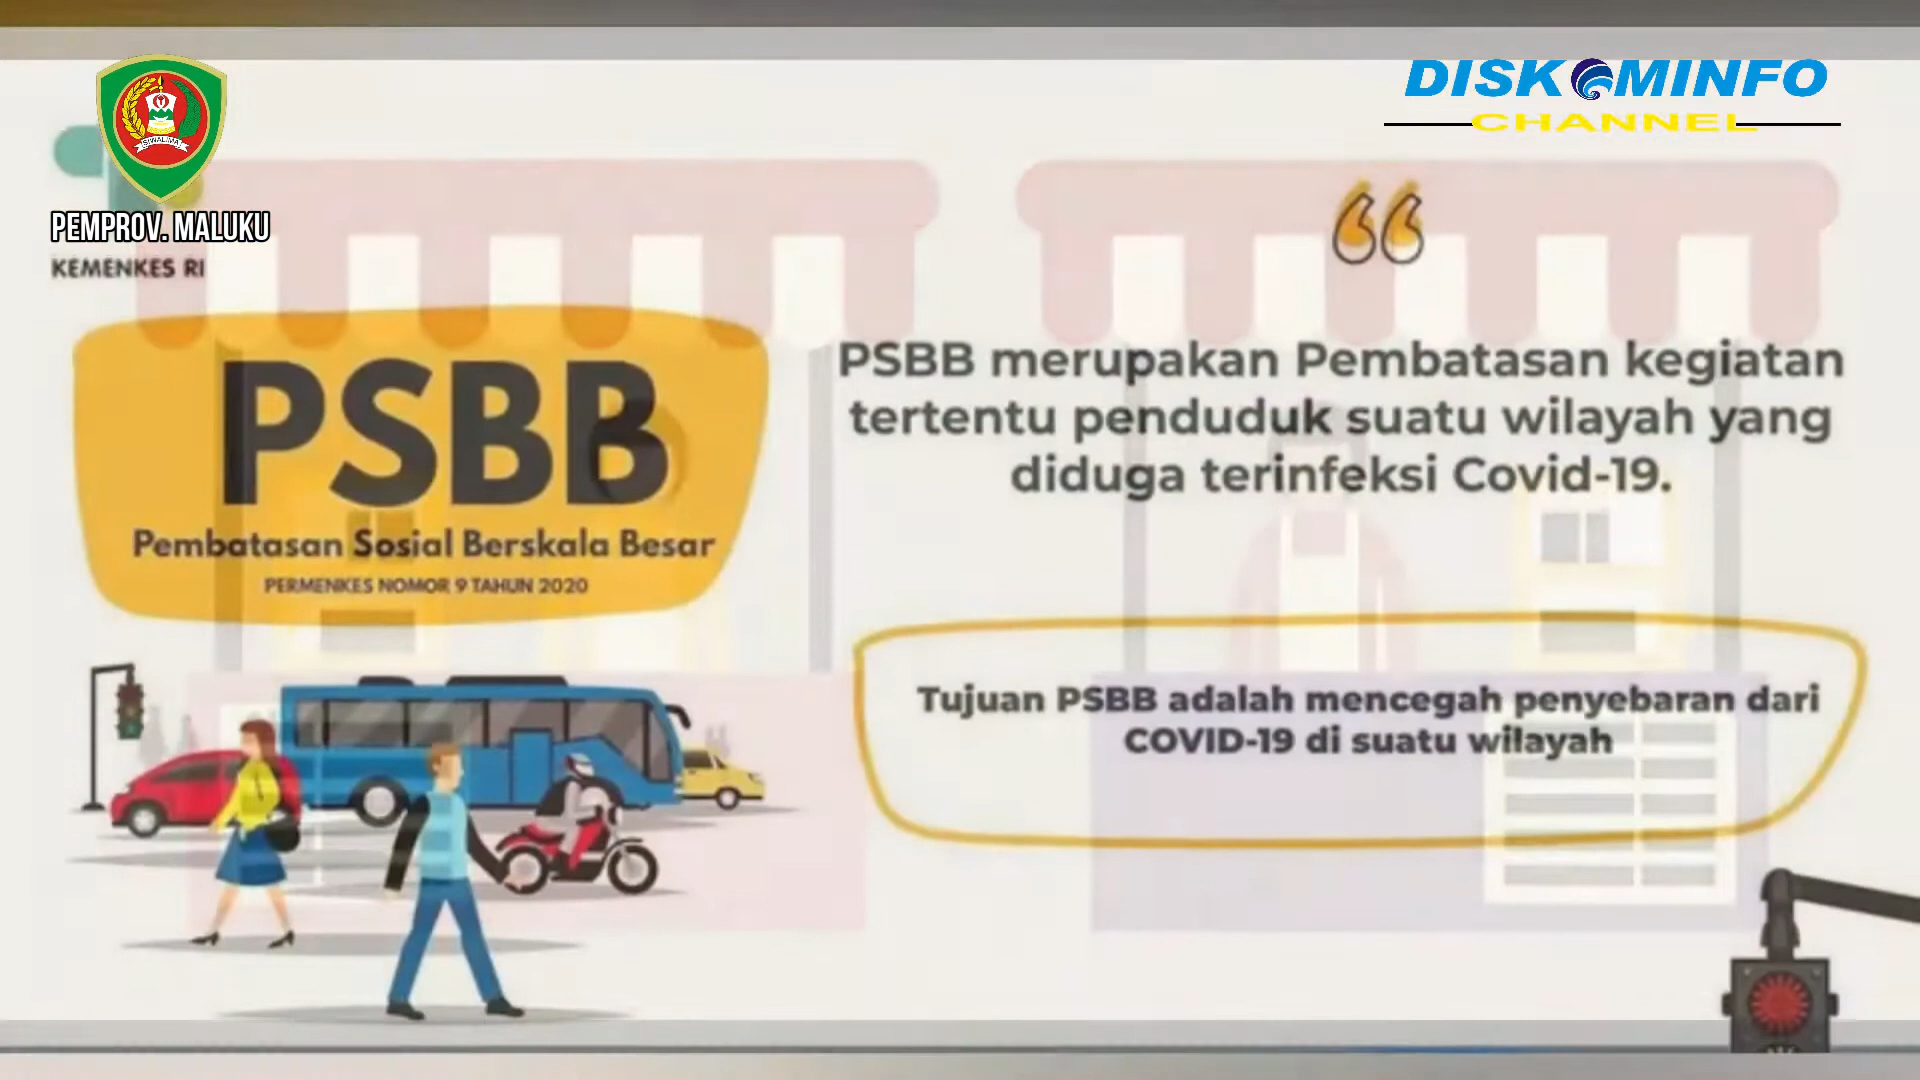 SIWALIMA
PEMPROV. MALUKU
KEMENKES RI
DISKOMINFO
CHANNEL
PSBB
Pembatasan Sosial Berskala Besar
PERMENKES NOMOR 9 TAHUN 2020
“
PSBB merupakan Pembatasan kegiatan
tertentu penduduk suatu wilayah yang
diduga terinfeksi Covid-19.
Tujuan PSBB adalah mencegah penyebaran dari
COVID-19 di suatu wilayah